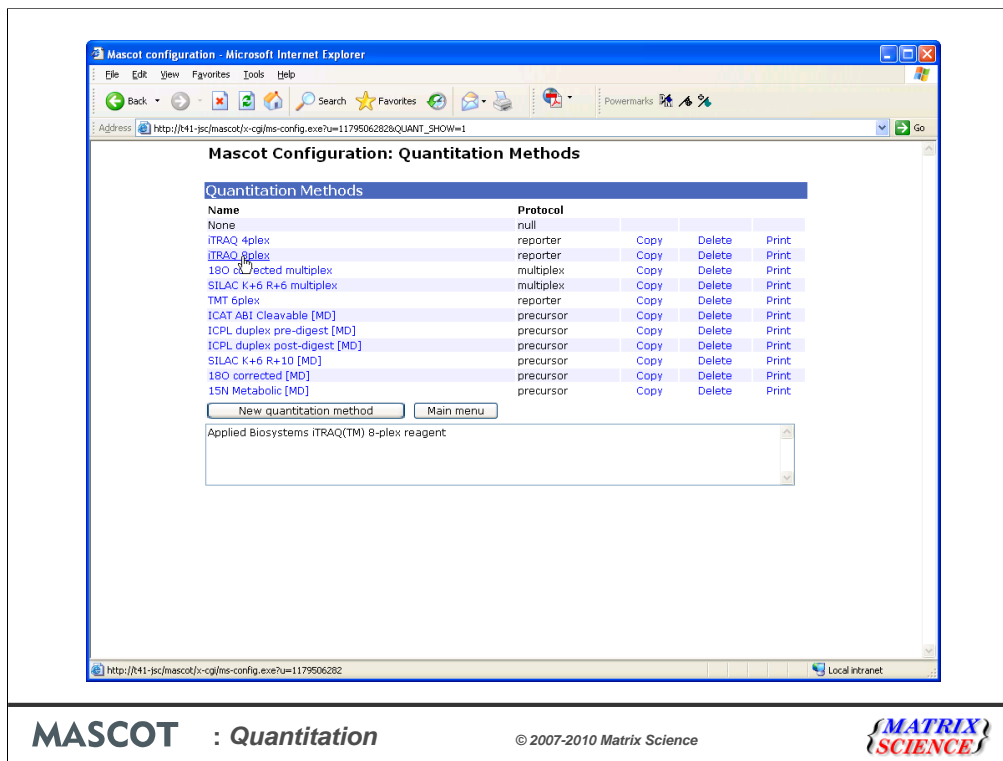 Mascot configuration - Microsoft Internet Explorer
File Edit View Favorites Tools Help
Back Search Favorites Powermarks
Address http://t41-jsc/mascot/x-cgi/ms-config.exe?u=1179506282&QUANT_SHOW=1 Go
Mascot Configuration: Quantitation Methods
Quantitation Methods
Name Protocol
None null
iTRAQ 4plex reporter Copy Delete Print
iTRAQ 8plex reporter Copy Delete Print
18O corrected multiplex multiplex Copy Delete Print
SILAC K+6 R+6 multiplex multiplex Copy Delete Print
TMT 6plex reporter Copy Delete Print
ICAT ABI Cleavable [MD] precursor Copy Delete Print
ICPL duplex pre-digest [MD] precursor Copy Delete Print
ICPL duplex post-digest [MD] precursor Copy Delete Print
SILAC K+6 R+10 [MD] precursor Copy Delete Print
18O corrected [MD] precursor Copy Delete Print
15N Metabolic [MD] precursor Copy Delete Print
New quantitation method Main menu
Applied Biosystems iTRAQ(TM) 8-plex reagent
http://t41-jsc/mascot/x-cgi/ms-config.exe?u=1179506282 Local intranet
MASCOT : Quantitation © 2007-2010 Matrix Science {MATRIX}
{SCIENCE}